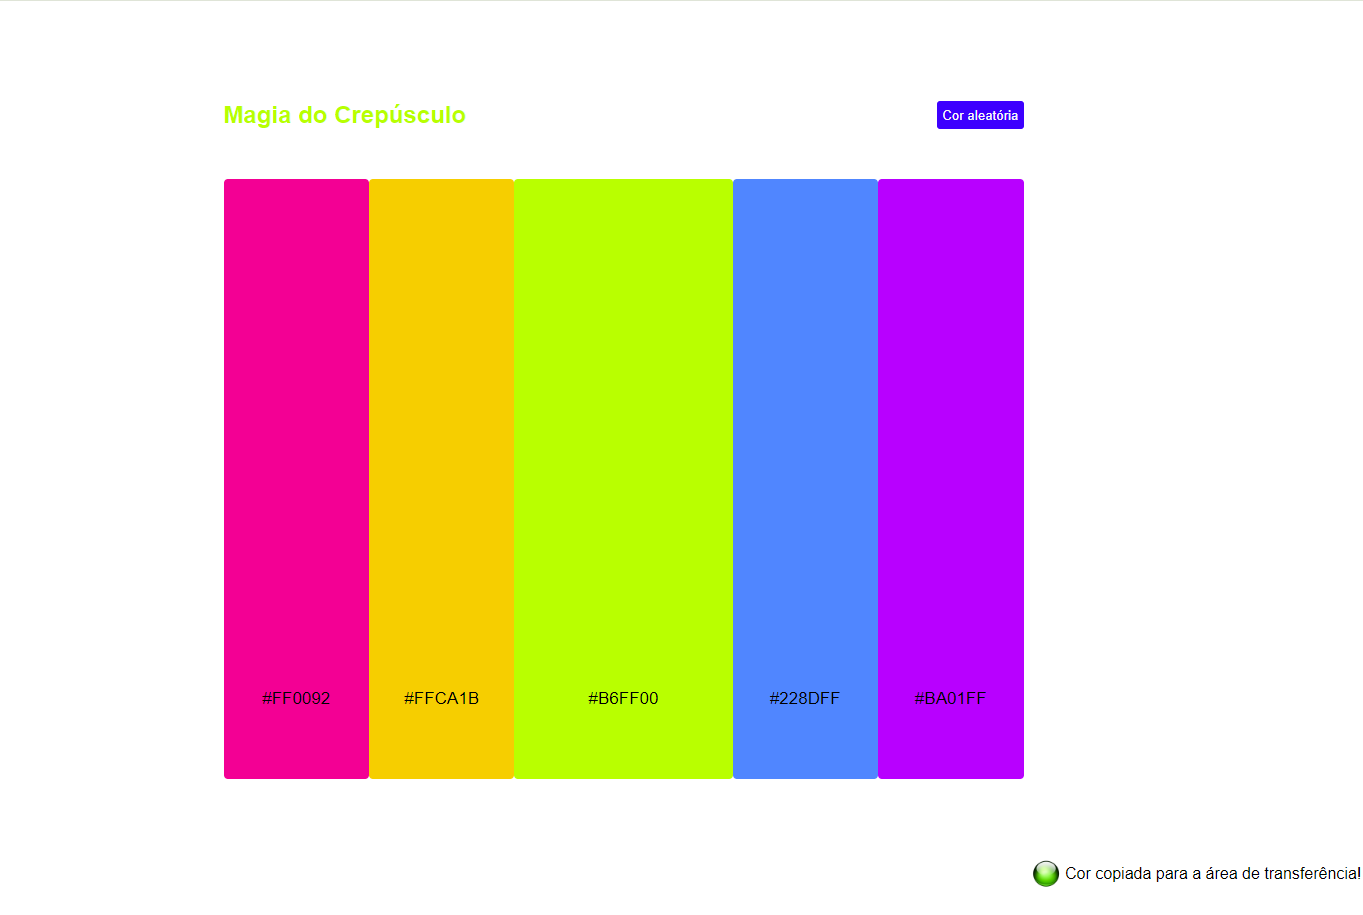 Magia do Crepúsculo
Cor aleatória
#FF0092
#FFCA1B
#B6FF00
#228DFF
#BA01FF
Cor copiada para a área de transferência!